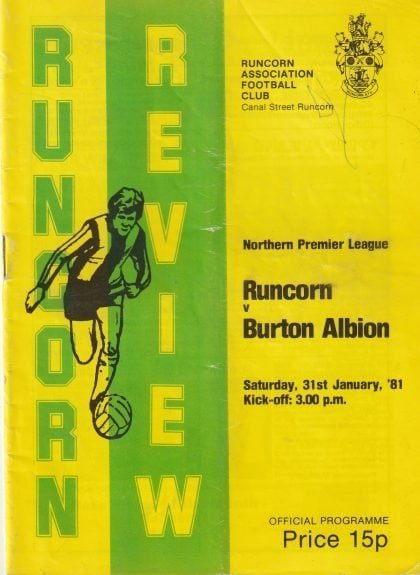 RUNCORN
REVIEW
RUNCORN
ASSOCIATION
FOOTBALL
CLUB
Canal Street Runcorn
Northern Premier League
Runcorn
v
Burton Albion
Saturday, 31st January, '81
Kick-off: 3.00 p.m.
OFFICIAL PROGRAMME
Price 15p